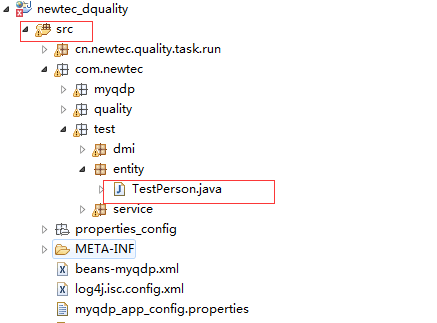 newtec_dquality
src
cn.newtec.quality.task.run
com.newtec
myqdp
quality
test
dmi
entity
TestPerson.java
service
properties_config
META-INF
beans-myqdp.xml
log4j.isc.config.xml
myqdp_app_config.properties